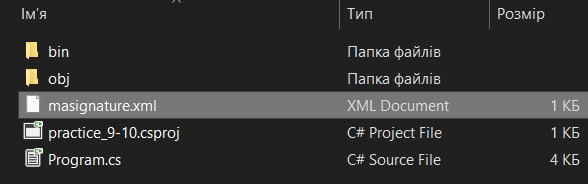 Ім’я Тип Розмір
bin Папка файлів
obj Папка файлів
masignature.xml XML Document 1 КБ
practice_9-10.csproj C# Project File 1 КБ
Program.cs C# Source File 4 КБ